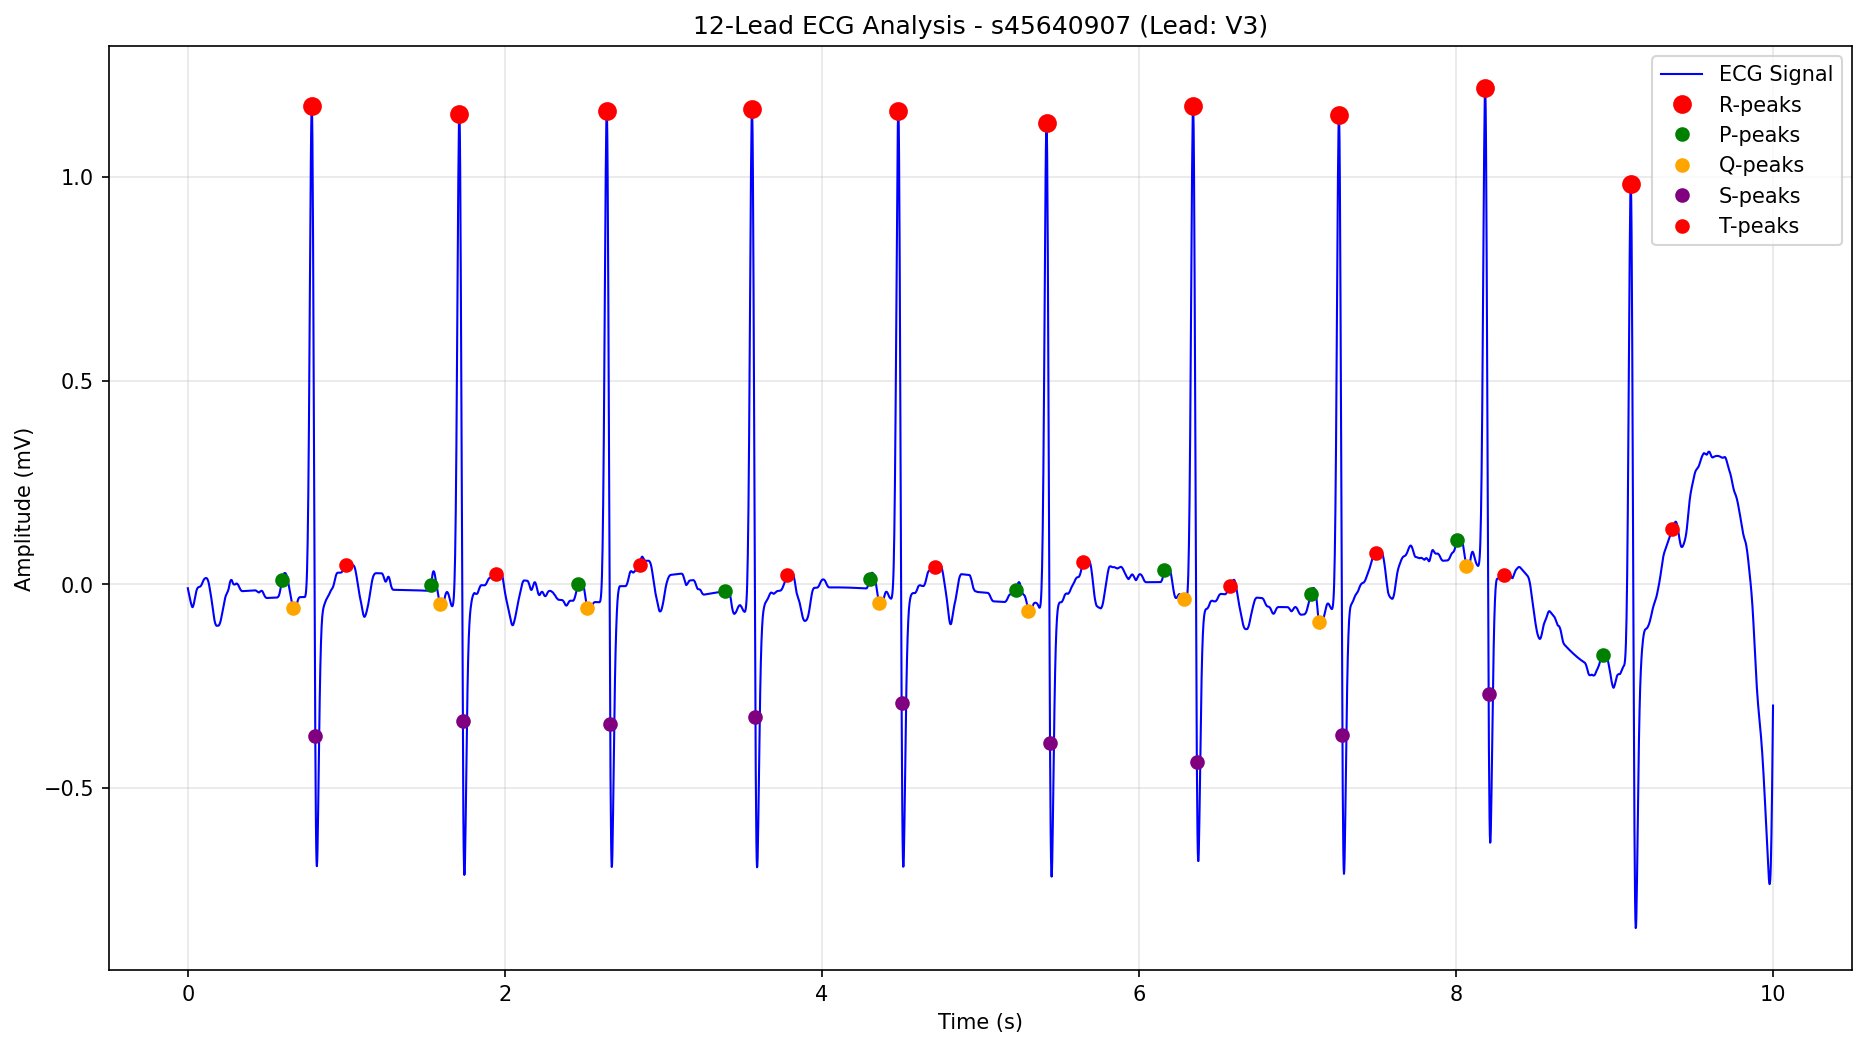 12-Lead ECG Analysis - s45640907 (Lead: V3)
ECG Signal
R-peaks
P-peaks
Q-peaks
S-peaks
T-peaks
Amplitude (mV)
1.0
0.5
0.0
−0.5
0
2
4
6
8
10
Time (s)